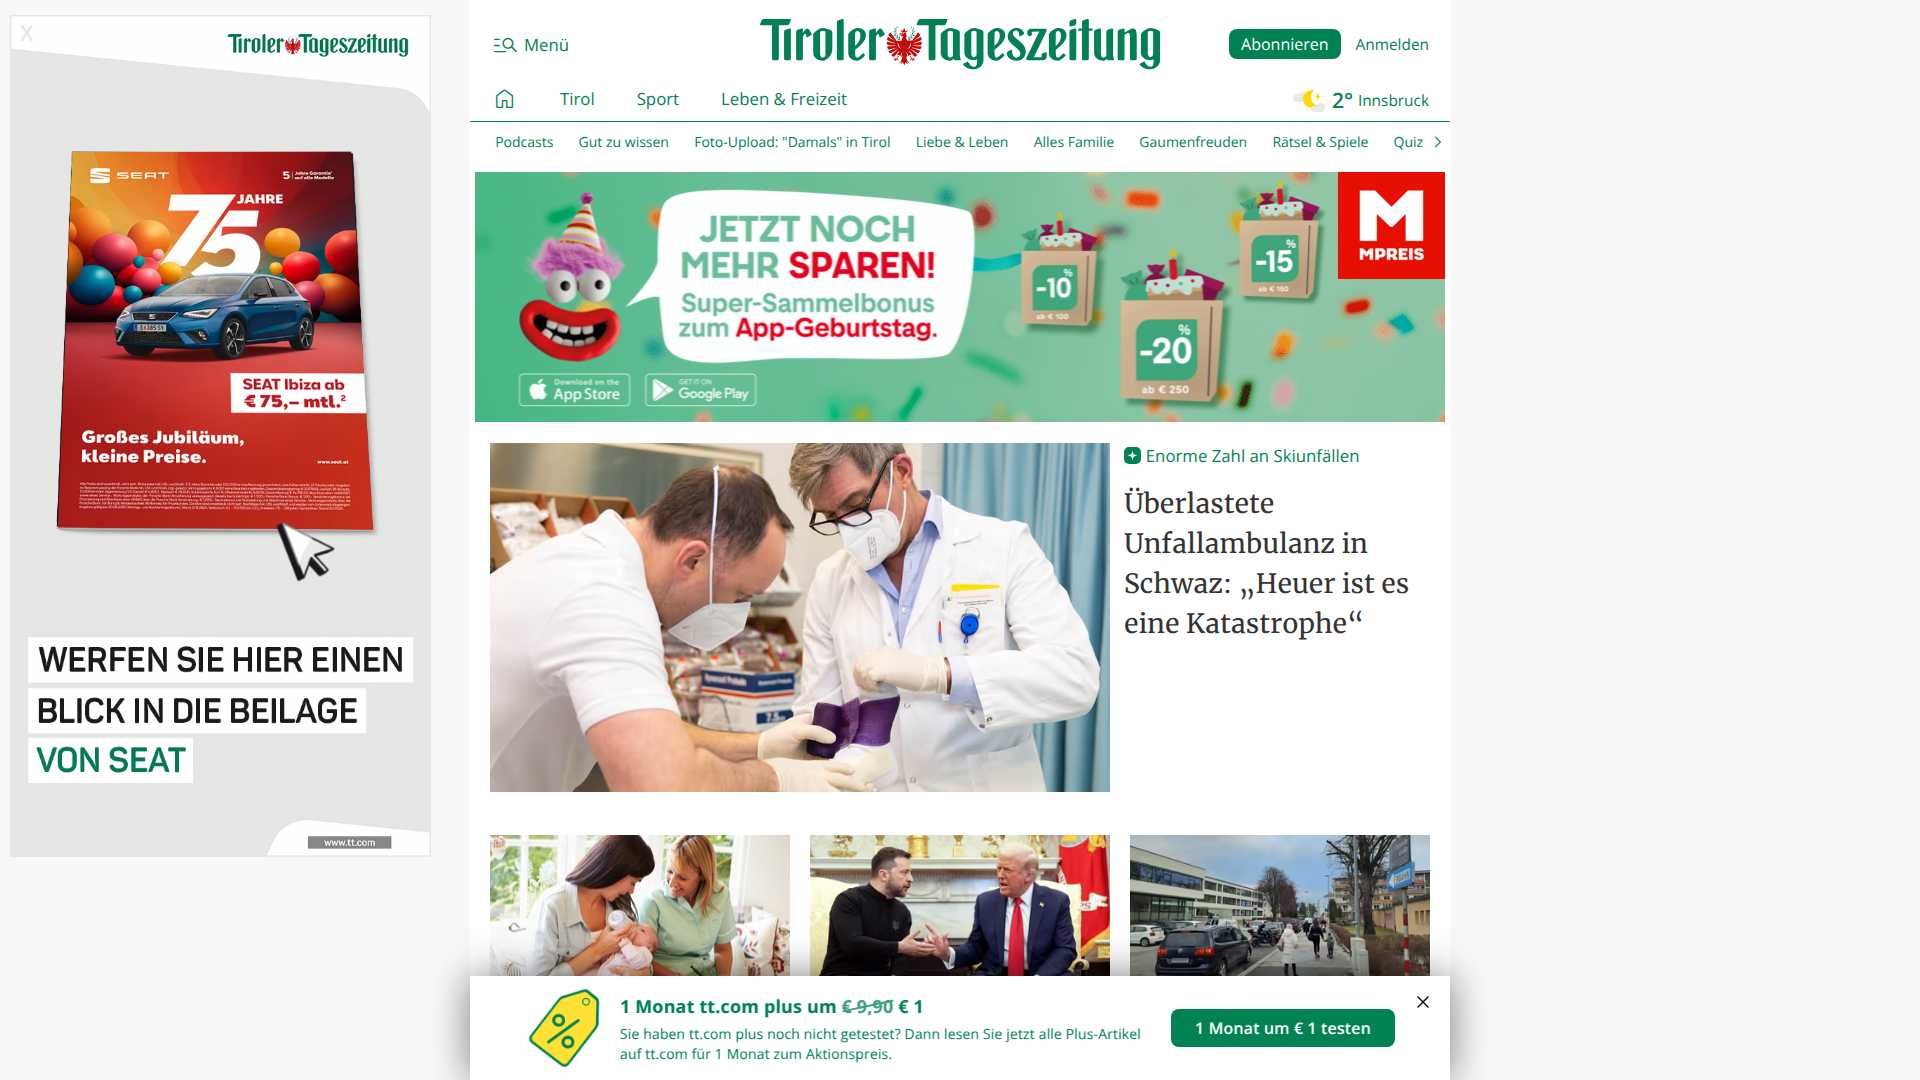 X
Tiroler Tageszeitung
SEAT
5 Jahre Garantie¹ auf alle Modelle
75 JAHRE
SEAT Ibiza ab
€ 75,– mtl.²
Großes Jubiläum,
kleine Preise.
www.seat.at
WERFEN SIE HIER EINEN
BLICK IN DIE BEILAGE
VON SEAT
www.tt.com
Menü
Tiroler Tageszeitung
Abonnieren
Anmelden
Tirol
Sport
Leben & Freizeit
2° Innsbruck
Podcasts
Gut zu wissen
Foto-Upload: "Damals" in Tirol
Liebe & Leben
Alles Familie
Gaumenfreuden
Rätsel & Spiele
Quiz
JETZT NOCH
MEHR SPAREN!
Super-Sammelbonus
zum App-Geburtstag.
Download on the
App Store
GET IT ON
Google Play
-10%
ab € 100
-20%
ab € 250
-15%
ab € 150
M
MPREIS
Enorme Zahl an Skiunfällen
Überlastete
Unfallambulanz in
Schwaz: „Heuer ist es
eine Katastrophe“
1 Monat tt.com plus um € 9,90 € 1
Sie haben tt.com plus noch nicht getestet? Dann lesen Sie jetzt alle Plus-Artikel
auf tt.com für 1 Monat zum Aktionspreis.
1 Monat um € 1 testen